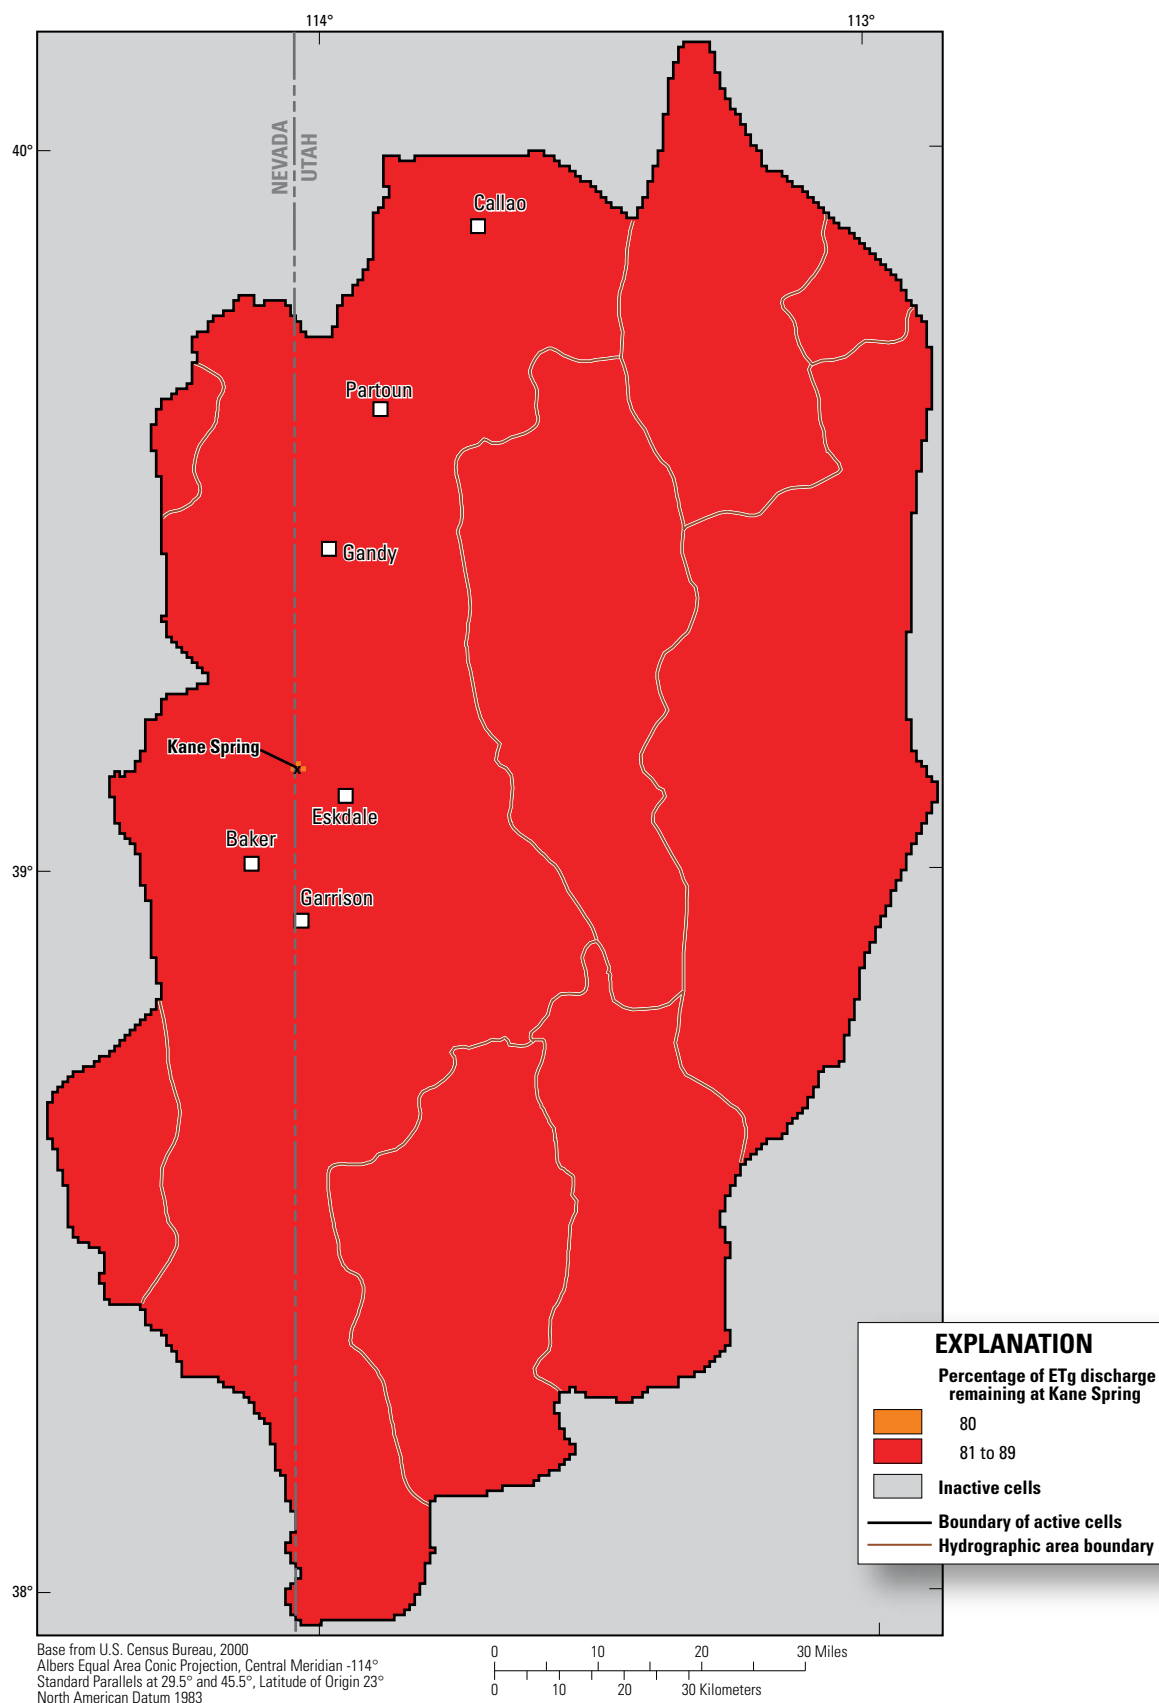 114°
113°
40°
NEVADA
UTAH
Callao
Partoun
Gandy
Kane Spring
x
Eskdale
Baker
39°
Garrison
EXPLANATION
Percentage of ETg discharge
remaining at Kane Spring
80
81 to 89
Inactive cells
Boundary of active cells
Hydrographic area boundary
38°
Base from U.S. Census Bureau, 2000
Albers Equal Area Conic Projection, Central Meridian -114°
Standard Parallels at 29.5° and 45.5°, Latitude of Origin 23°
North American Datum 1983
0 10 20 30 Miles
0 10 20 30 Kilometers